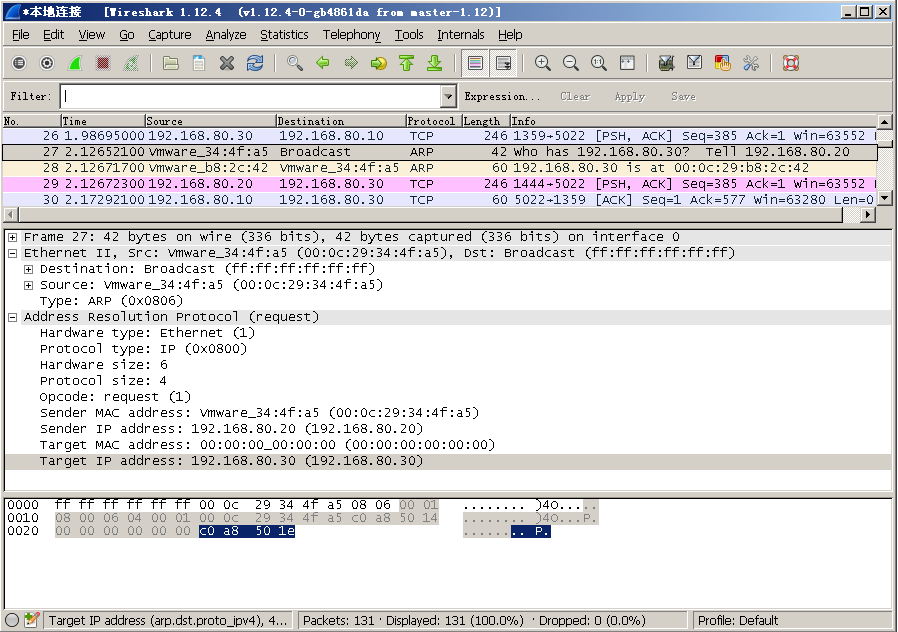 *本地连接 [Wireshark 1.12.4 (v1.12.4-0-gb4861da from master-1.12)]
File Edit View Go Capture Analyze Statistics Telephony Tools Internals Help
Filter: Expression... Clear Apply Save
No. Time Source Destination Protocol Length Info
26 1.98695000 192.168.80.30 192.168.80.10 TCP 246 1359→5022 [PSH, ACK] Seq=385 Ack=1 Win=63552
27 2.12652100 Vmware_34:4f:a5 Broadcast ARP 42 Who has 192.168.80.30? Tell 192.168.80.20
28 2.12671700 Vmware_b8:2c:42 Vmware_34:4f:a5 ARP 60 192.168.80.30 is at 00:0c:29:b8:2c:42
29 2.12672300 192.168.80.20 192.168.80.30 TCP 246 1444→5022 [PSH, ACK] Seq=385 Ack=1 Win=63552
30 2.17292100 192.168.80.10 192.168.80.30 TCP 60 5022→1359 [ACK] Seq=1 Ack=577 Win=63280 Len=0
Frame 27: 42 bytes on wire (336 bits), 42 bytes captured (336 bits) on interface 0
Ethernet II, Src: Vmware_34:4f:a5 (00:0c:29:34:4f:a5), Dst: Broadcast (ff:ff:ff:ff:ff:ff)
Destination: Broadcast (ff:ff:ff:ff:ff:ff)
Source: Vmware_34:4f:a5 (00:0c:29:34:4f:a5)
Type: ARP (0x0806)
Address Resolution Protocol (request)
Hardware type: Ethernet (1)
Protocol type: IP (0x0800)
Hardware size: 6
Protocol size: 4
Opcode: request (1)
Sender MAC address: Vmware_34:4f:a5 (00:0c:29:34:4f:a5)
Sender IP address: 192.168.80.20 (192.168.80.20)
Target MAC address: 00:00:00_00:00:00 (00:00:00:00:00:00)
Target IP address: 192.168.80.30 (192.168.80.30)
0000 ff ff ff ff ff ff 00 0c 29 34 4f a5 08 06 00 01 ........ )4O.....
0010 08 00 06 04 00 01 00 0c 29 34 4f a5 c0 a8 50 14 ........ )4O...P.
0020 00 00 00 00 00 00 c0 a8 50 1e ........ P.
Target IP address (arp.dst.proto_ipv4), 4... Packets: 131 · Displayed: 131 (100.0%) · Dropped: 0 (0.0%) Profile: Default